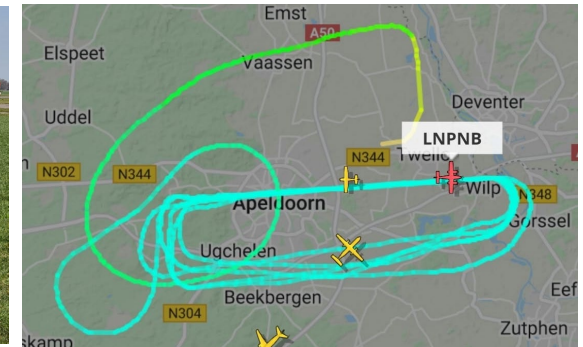 Emst
A50
Elspeet
Vaassen
Deventer
Uddel
LNPNB
N344
Twello
N302
N344
Wilp
N348
Apeldoorn
Gorssel
Ugchelen
Beekbergen
Eef
N304
Zutphen
skamp